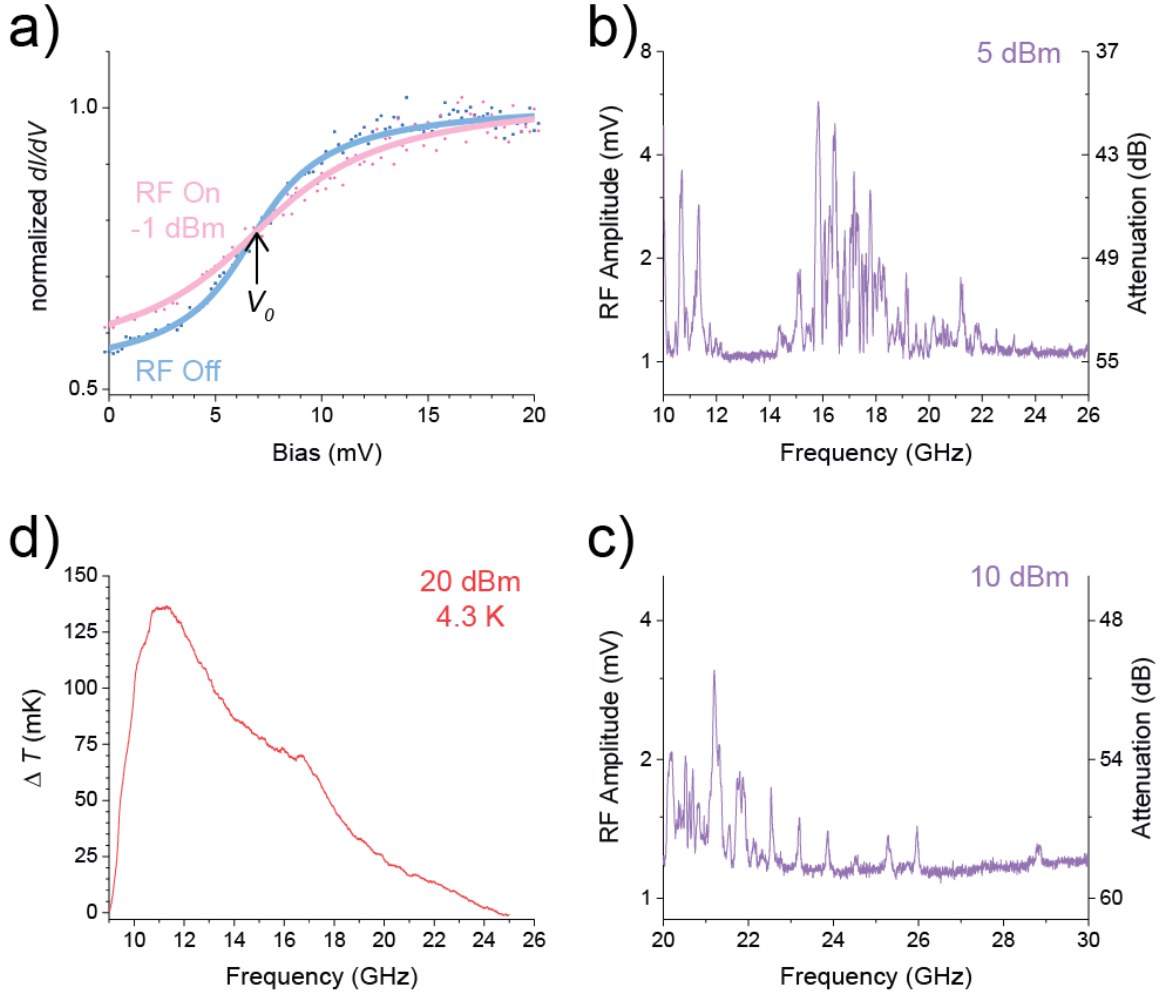 a)
normalized dI/dV
1.0
0.5
RF On
-1 dBm
V0
RF Off
0 5 10 15 20
Bias (mV)
b)
5 dBm
RF Amplitude (mV)
8
4
2
1
Attenuation (dB)
37
43
49
55
10 12 14 16 18 20 22 24 26
Frequency (GHz)
d)
20 dBm
4.3 K
Δ T (mK)
150
125
100
75
50
25
0
10 12 14 16 18 20 22 24 26
Frequency (GHz)
c)
10 dBm
RF Amplitude (mV)
4
2
1
Attenuation (dB)
48
54
60
20 22 24 26 28 30
Frequency (GHz)